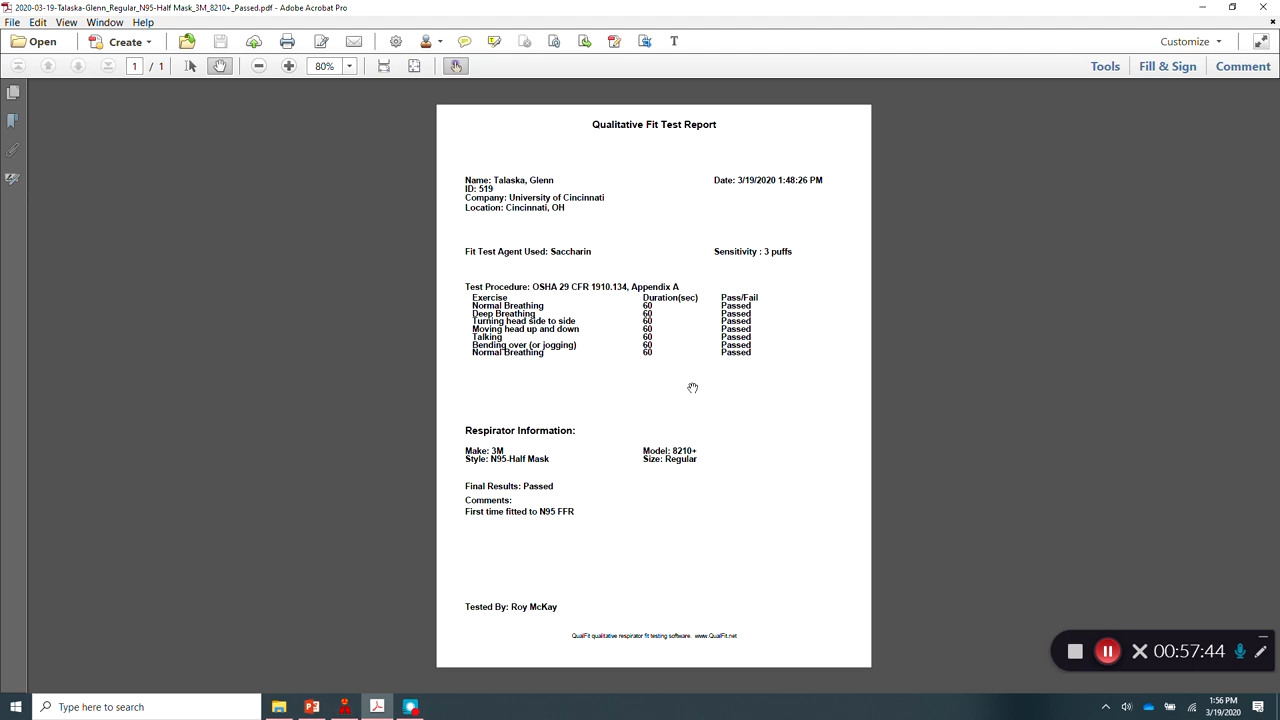 2020-03-19-Talaska-Glenn_Regular_N95-Half Mask_3M_8210+_Passed.pdf - Adobe Acrobat Pro
File Edit View Window Help
Open Create Customize
1 / 1 80% Tools Fill & Sign Comment
Qualitative Fit Test Report
Name: Talaska, Glenn Date: 3/19/2020 1:48:26 PM
ID: 519
Company: University of Cincinnati
Location: Cincinnati, OH
Fit Test Agent Used: Saccharin Sensitivity : 3 puffs
Test Procedure: OSHA 29 CFR 1910.134, Appendix A
Exercise Duration(sec) Pass/Fail
Normal Breathing 60 Passed
Deep Breathing 60 Passed
Turning head side to side 60 Passed
Moving head up and down 60 Passed
Talking 60 Passed
Bending over (or jogging) 60 Passed
Normal Breathing 60 Passed
Respirator Information:
Make: 3M Model: 8210+
Style: N95-Half Mask Size: Regular
Final Results: Passed
Comments:
First time fitted to N95 FFR
Tested By: Roy McKay
QualFit qualitative respirator fit testing software. www.QualFit.net
00:57:44
Type here to search
1:56 PM
3/19/2020